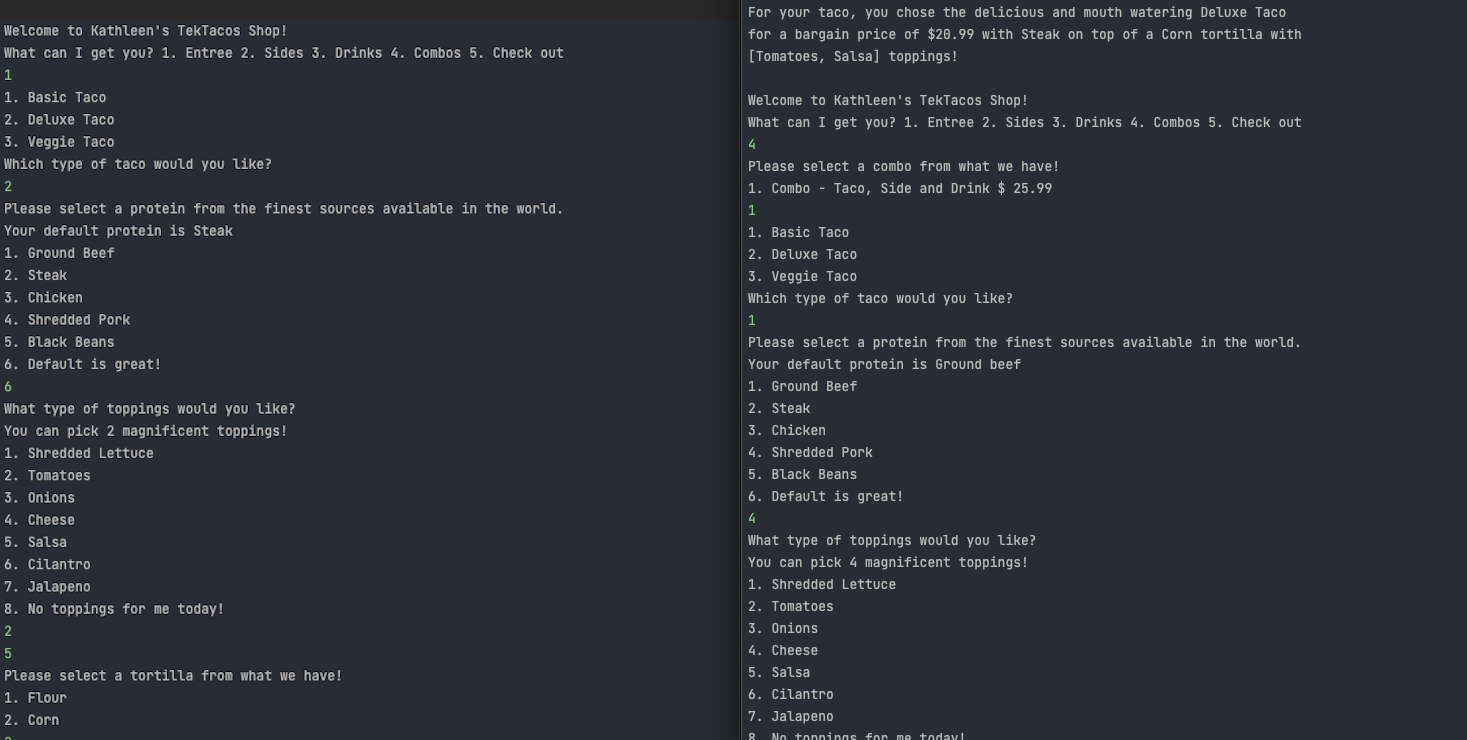 Welcome to Kathleen's TekTacos Shop!
What can I get you? 1. Entree 2. Sides 3. Drinks 4. Combos 5. Check out
1
1. Basic Taco
2. Deluxe Taco
3. Veggie Taco
Which type of taco would you like?
2
Please select a protein from the finest sources available in the world.
Your default protein is Steak
1. Ground Beef
2. Steak
3. Chicken
4. Shredded Pork
5. Black Beans
6. Default is great!
6
What type of toppings would you like?
You can pick 2 magnificent toppings!
1. Shredded Lettuce
2. Tomatoes
3. Onions
4. Cheese
5. Salsa
6. Cilantro
7. Jalapeno
8. No toppings for me today!
2
5
Please select a tortilla from what we have!
1. Flour
2. Corn
For your taco, you chose the delicious and mouth watering Deluxe Taco
for a bargain price of $20.99 with Steak on top of a Corn tortilla with
[Tomatoes, Salsa] toppings!
Welcome to Kathleen's TekTacos Shop!
What can I get you? 1. Entree 2. Sides 3. Drinks 4. Combos 5. Check out
4
Please select a combo from what we have!
1. Combo - Taco, Side and Drink $ 25.99
1
1. Basic Taco
2. Deluxe Taco
3. Veggie Taco
Which type of taco would you like?
1
Please select a protein from the finest sources available in the world.
Your default protein is Ground beef
1. Ground Beef
2. Steak
3. Chicken
4. Shredded Pork
5. Black Beans
6. Default is great!
4
What type of toppings would you like?
You can pick 4 magnificent toppings!
1. Shredded Lettuce
2. Tomatoes
3. Onions
4. Cheese
5. Salsa
6. Cilantro
7. Jalapeno
8. No toppings for me today!